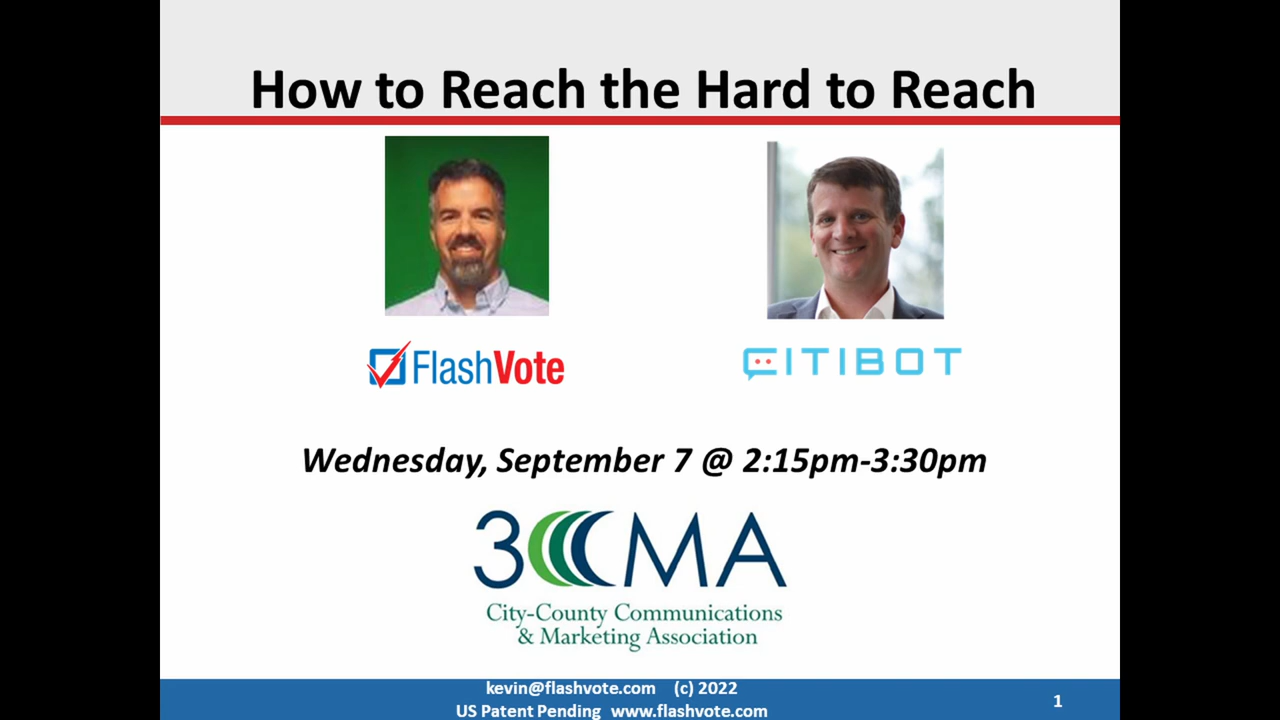 How to Reach the Hard to Reach
FlashVote
CITIBOT
Wednesday, September 7 @ 2:15pm-3:30pm
3CMA
City-County Communications
& Marketing Association
kevin@flashvote.com (c) 2022
US Patent Pending www.flashvote.com
1